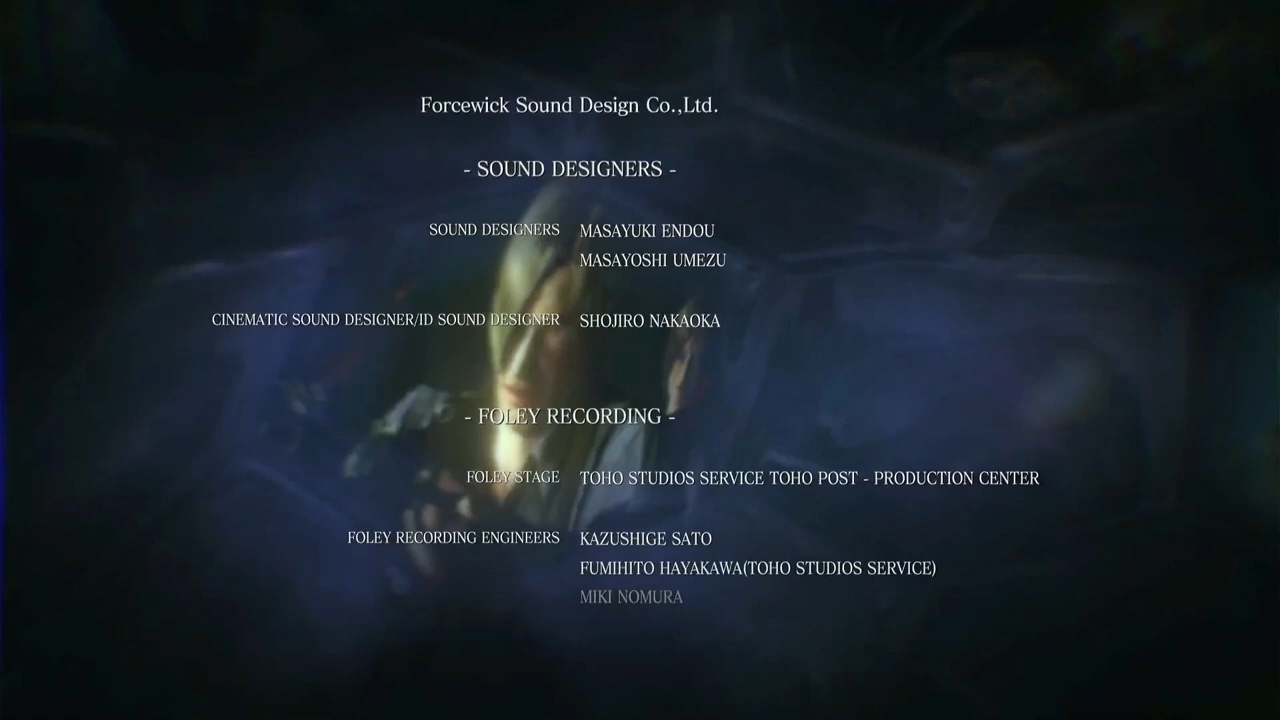 Forcewick Sound Design Co.,Ltd.
- SOUND DESIGNERS -
SOUND DESIGNERS MASAYUKI ENDOU
MASAYOSHI UMEZU
CINEMATIC SOUND DESIGNER/ID SOUND DESIGNER SHOJIRO NAKAOKA
- FOLEY RECORDING -
FOLEY STAGE TOHO STUDIOS SERVICE TOHO POST - PRODUCTION CENTER
FOLEY RECORDING ENGINEERS KAZUSHIGE SATO
FUMIHITO HAYAKAWA(TOHO STUDIOS SERVICE)
MIKI NOMURA